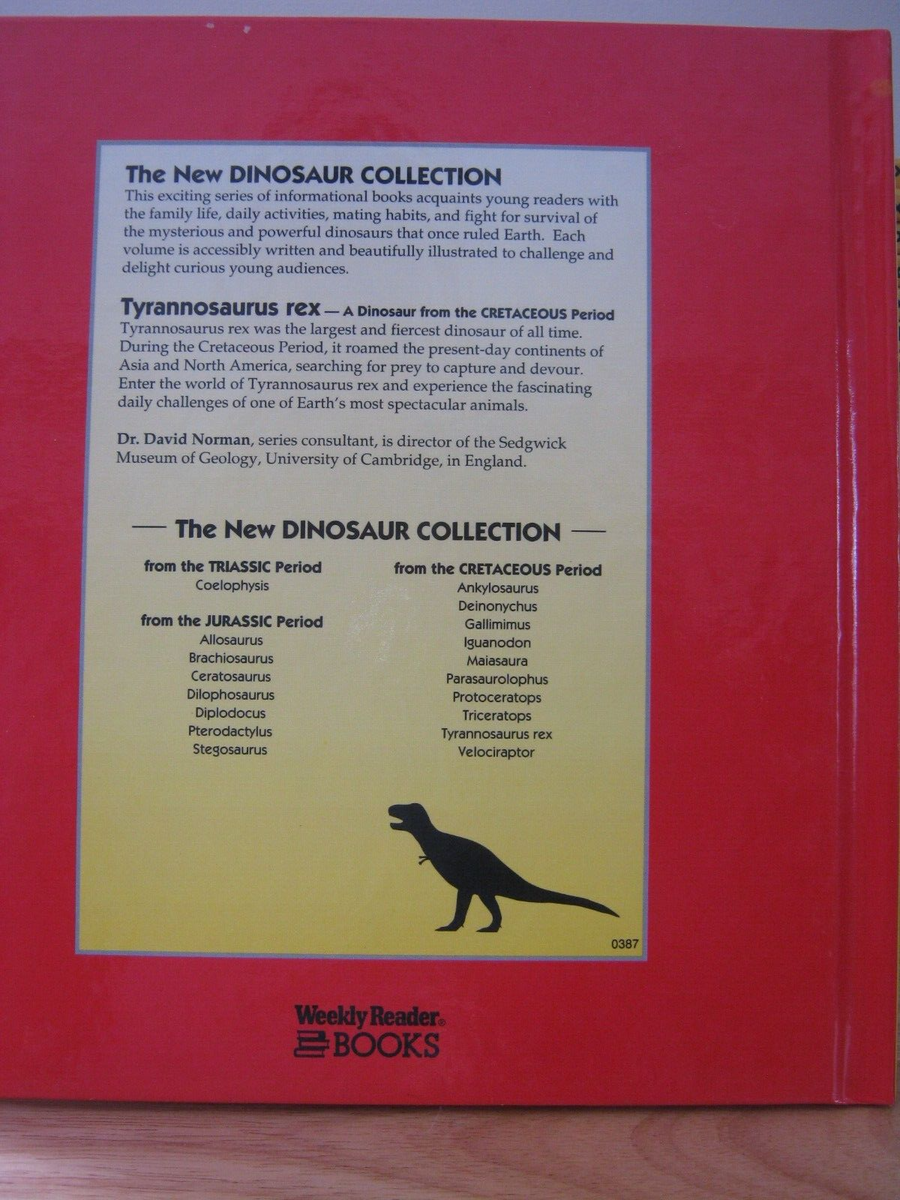 The New DINOSAUR COLLECTION
This exciting series of informational books acquaints young readers with
the family life, daily activities, mating habits, and fight for survival of
the mysterious and powerful dinosaurs that once ruled Earth. Each
volume is accessibly written and beautifully illustrated to challenge and
delight curious young audiences.
Tyrannosaurus rex — A Dinosaur from the CRETACEOUS Period
Tyrannosaurus rex was the largest and fiercest dinosaur of all time.
During the Cretaceous Period, it roamed the present-day continents of
Asia and North America, searching for prey to capture and devour.
Enter the world of Tyrannosaurus rex and experience the fascinating
daily challenges of one of Earth's most spectacular animals.
Dr. David Norman, series consultant, is director of the Sedgwick
Museum of Geology, University of Cambridge, in England.
The New DINOSAUR COLLECTION
from the TRIASSIC Period
Coelophysis
from the JURASSIC Period
Allosaurus
Brachiosaurus
Ceratosaurus
Dilophosaurus
Diplodocus
Pterodactylus
Stegosaurus
from the CRETACEOUS Period
Ankylosaurus
Deinonychus
Gallimimus
Iguanodon
Maiasaura
Parasaurolophus
Protoceratops
Triceratops
Tyrannosaurus rex
Velociraptor
0387
Weekly Reader®
BOOKS